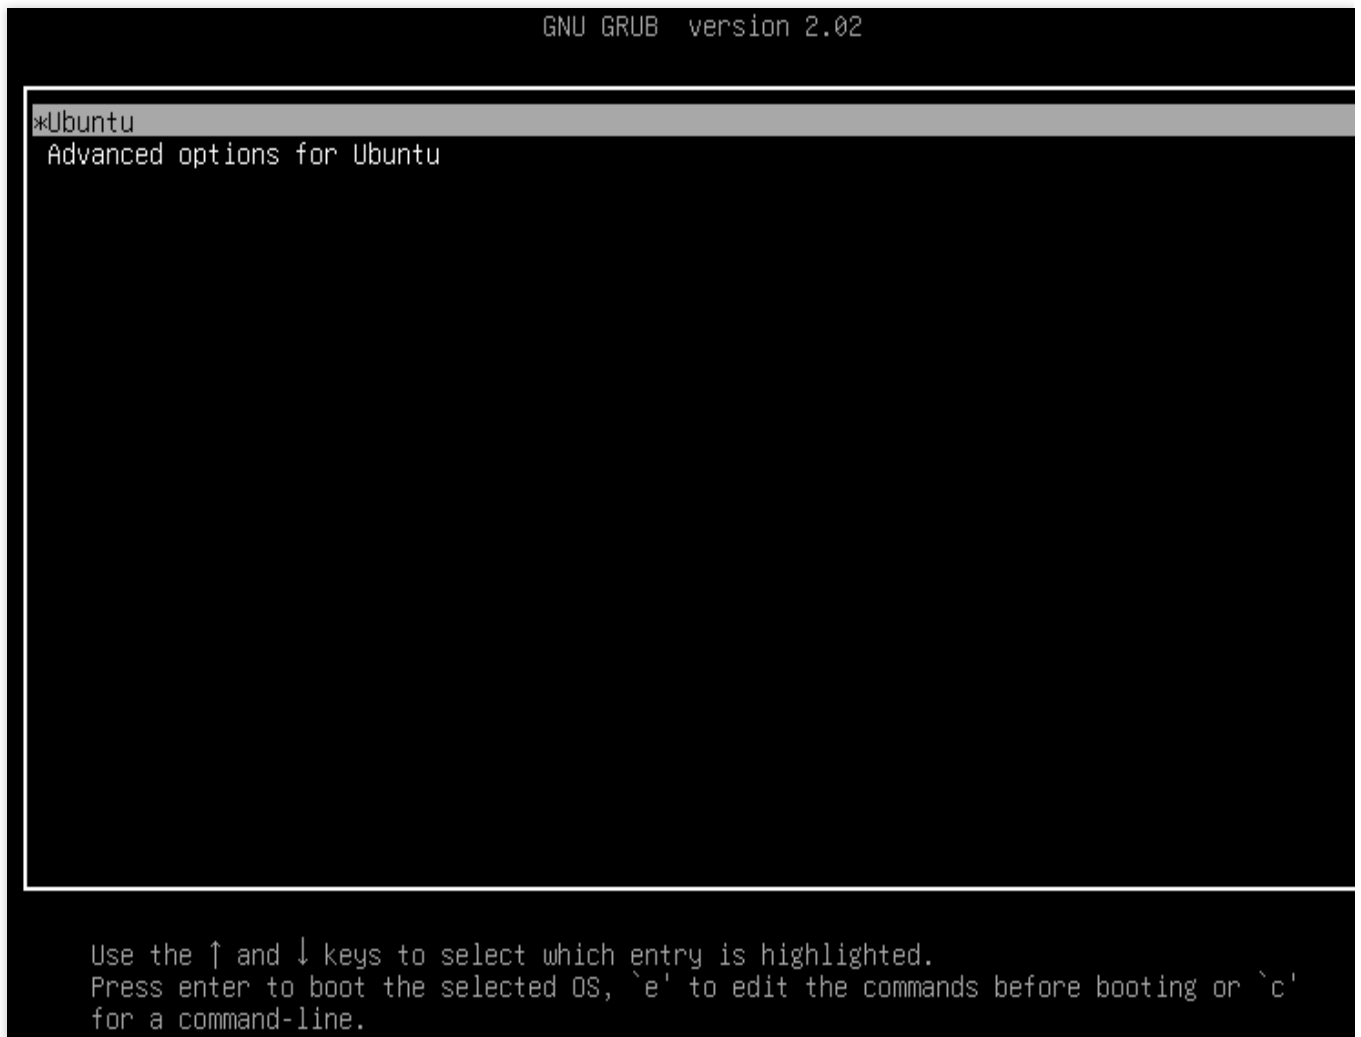 GNU GRUB  version 2.02
*Ubuntu
Advanced options for Ubuntu
Use the ↑ and ↓ keys to select which entry is highlighted.
Press enter to boot the selected OS, `e' to edit the commands before booting or `c'
for a command-line.